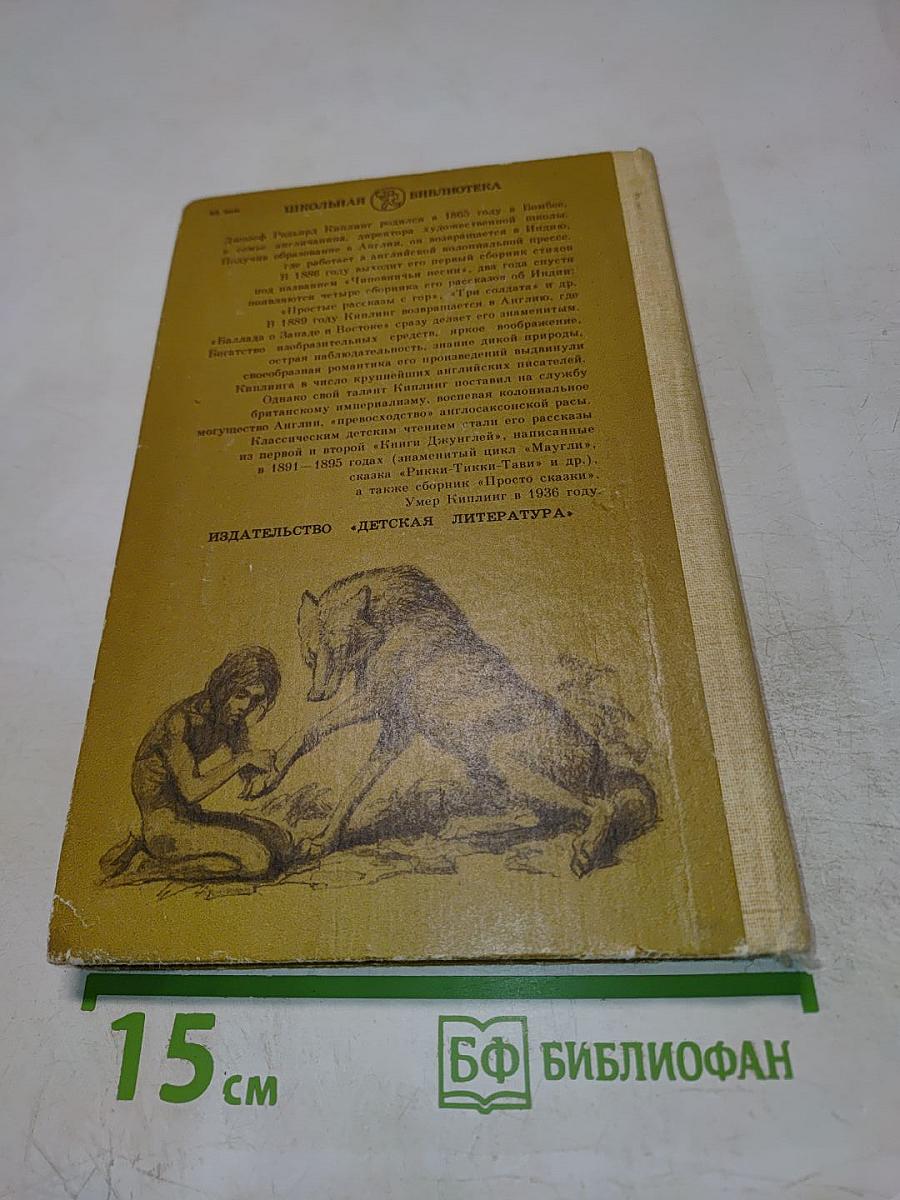 ШКОЛЬНАЯ БИБЛИОТЕКА
Джозеф Редьярд Киплинг родился в 1865 году в Бомбее,
в семье англичанина, директора художественной школы.
Получив образование в Англии, он возвращается в Индию,
где работает в английской колониальной прессе.
В 1886 году выходит его первый сборник стихов
под названием «Чиновничьи песни», два года спустя
появляются четыре сборника его рассказов об Индии:
«Простые рассказы с гор», «Три солдата» и др.
В 1889 году Киплинг возвращается в Англию, где
«Баллада о Западе и Востоке» сразу делает его знаменитым.
Богатство изобразительных средств, яркое воображение,
острая наблюдательность, знание дикой природы,
своеобразная романтика его произведений выдвинули
Киплинга в число крупнейших английских писателей.
Однако свой талант Киплинг поставил на службу
британскому империализму, воспевая колониальное
могущество Англии, «превосходство» англосаксонской расы.
Классическим детским чтением стали его рассказы
из первой и второй «Книги Джунглей», написанные
в 1891—1895 годах (знаменитый цикл «Маугли»,
сказка «Рикки-Тикки-Тави» и др.),
а также сборник «Просто сказки».
Умер Киплинг в 1936 году.
ИЗДАТЕЛЬСТВО «ДЕТСКАЯ ЛИТЕРАТУРА»
15 см
БФ БИБЛИОФАН